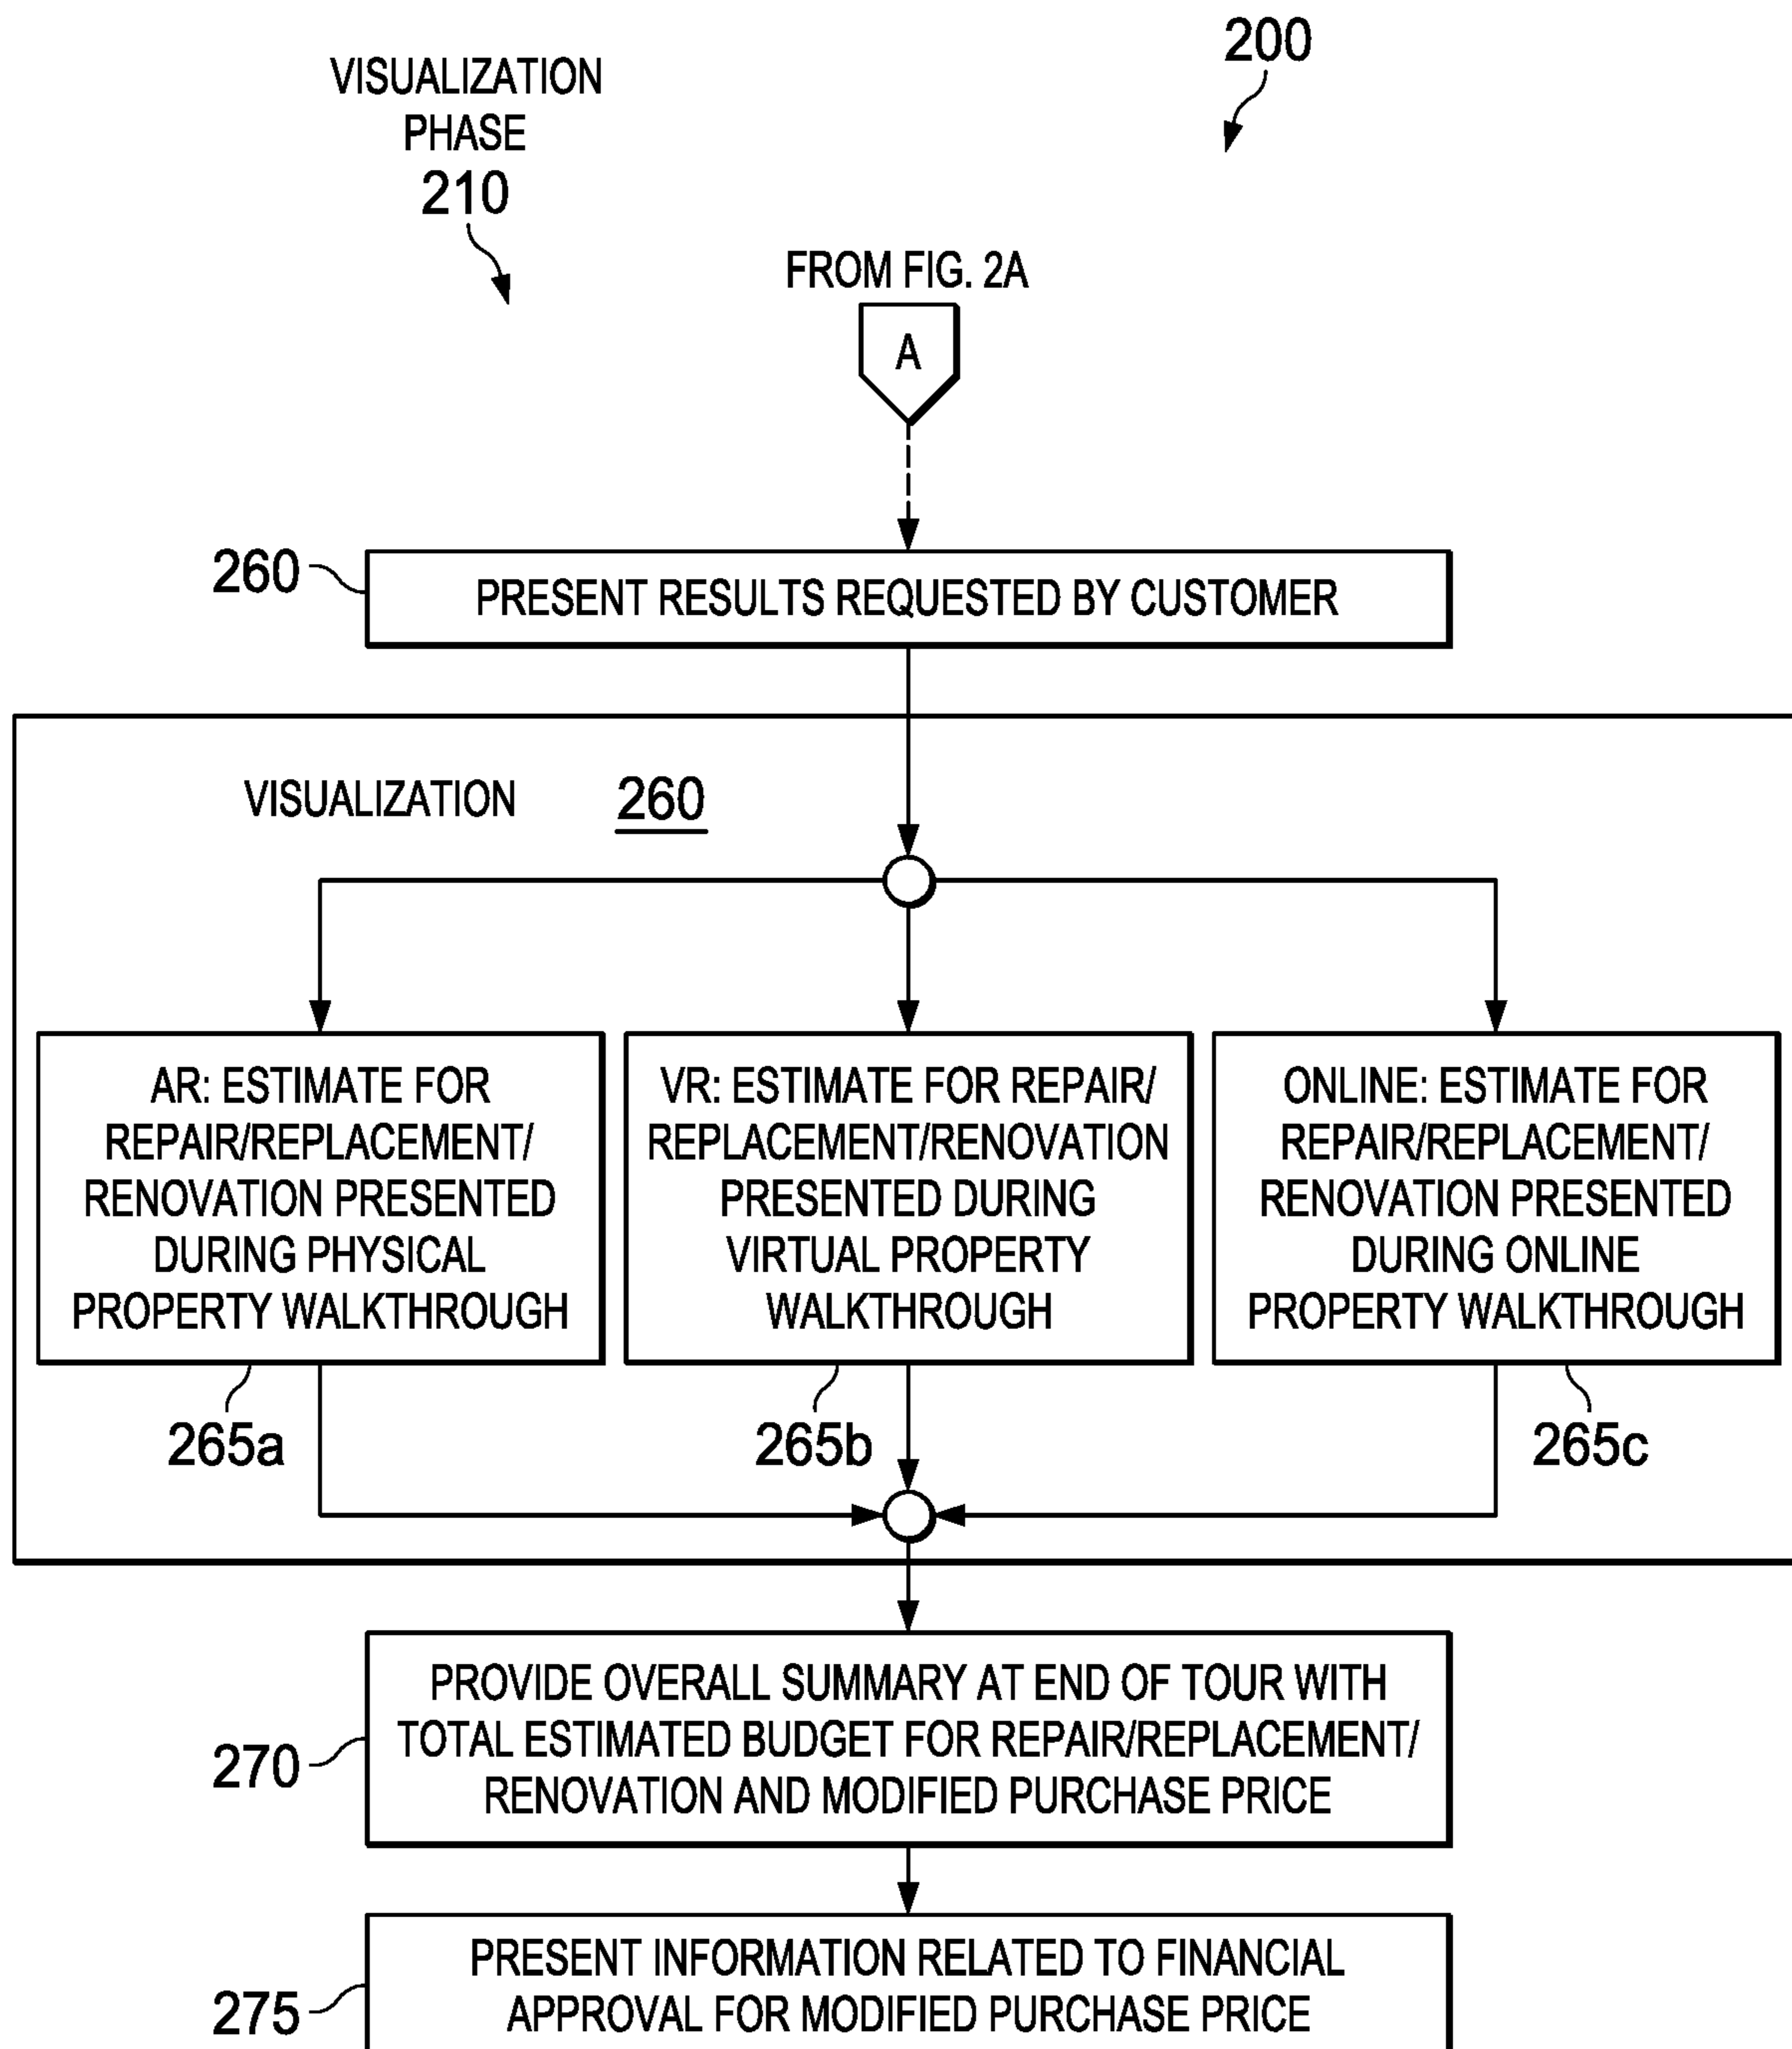 200
VISUALIZATION
PHASE
210
FROM FIG. 2A
A
260
PRESENT RESULTS REQUESTED BY CUSTOMER
VISUALIZATION 260
AR: ESTIMATE FOR
REPAIR/REPLACEMENT/
RENOVATION PRESENTED
DURING PHYSICAL
PROPERTY WALKTHROUGH
265a
VR: ESTIMATE FOR REPAIR/
REPLACEMENT/RENOVATION
PRESENTED DURING
VIRTUAL PROPERTY
WALKTHROUGH
265b
ONLINE: ESTIMATE FOR
REPAIR/REPLACEMENT/
RENOVATION PRESENTED
DURING ONLINE
PROPERTY WALKTHROUGH
265c
270
PROVIDE OVERALL SUMMARY AT END OF TOUR WITH
TOTAL ESTIMATED BUDGET FOR REPAIR/REPLACEMENT/
RENOVATION AND MODIFIED PURCHASE PRICE
275
PRESENT INFORMATION RELATED TO FINANCIAL
APPROVAL FOR MODIFIED PURCHASE PRICE